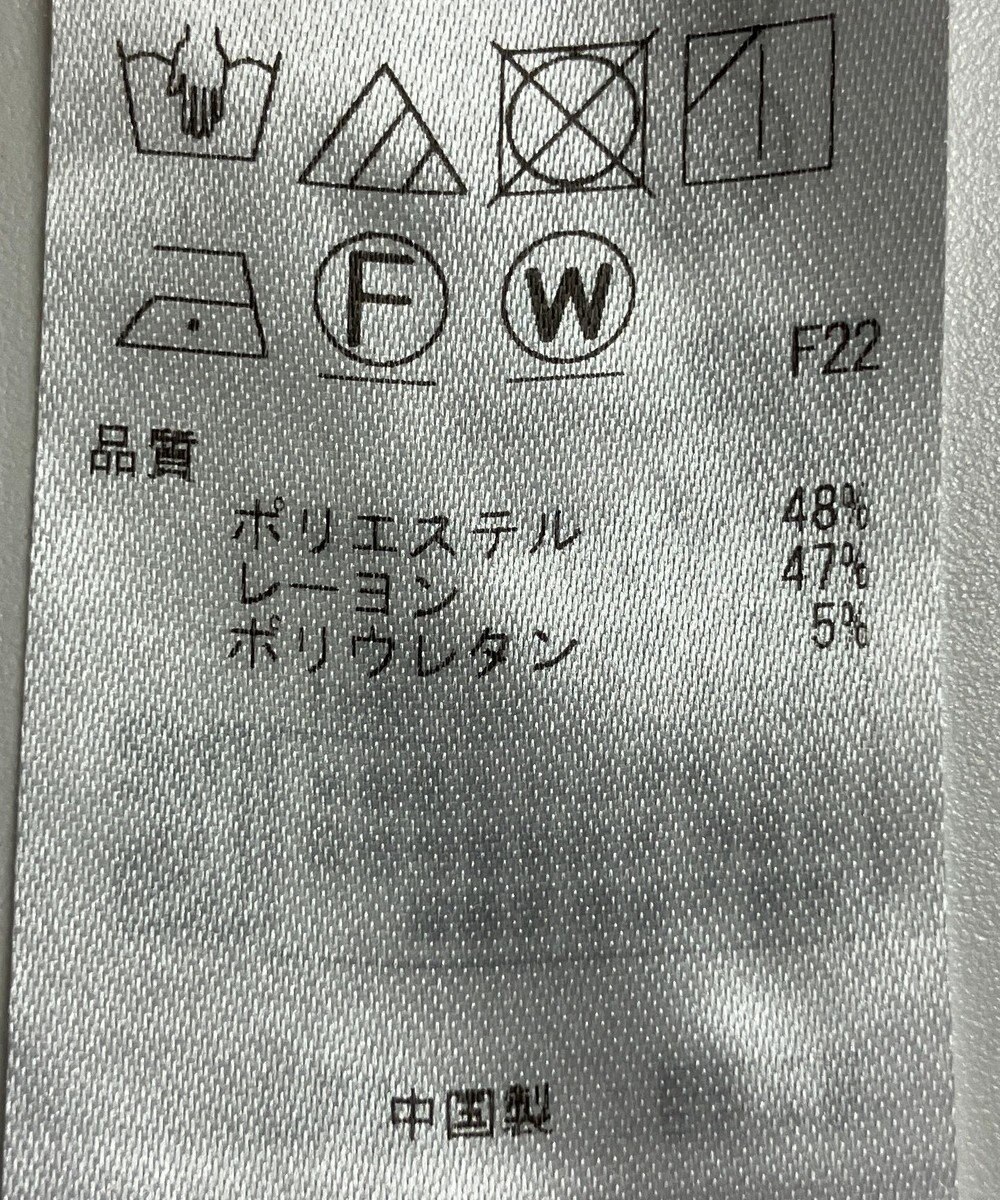 F W
F22
品質
ポリエステル 48%
レーヨン 47%
ポリウレタン 5%
中国製